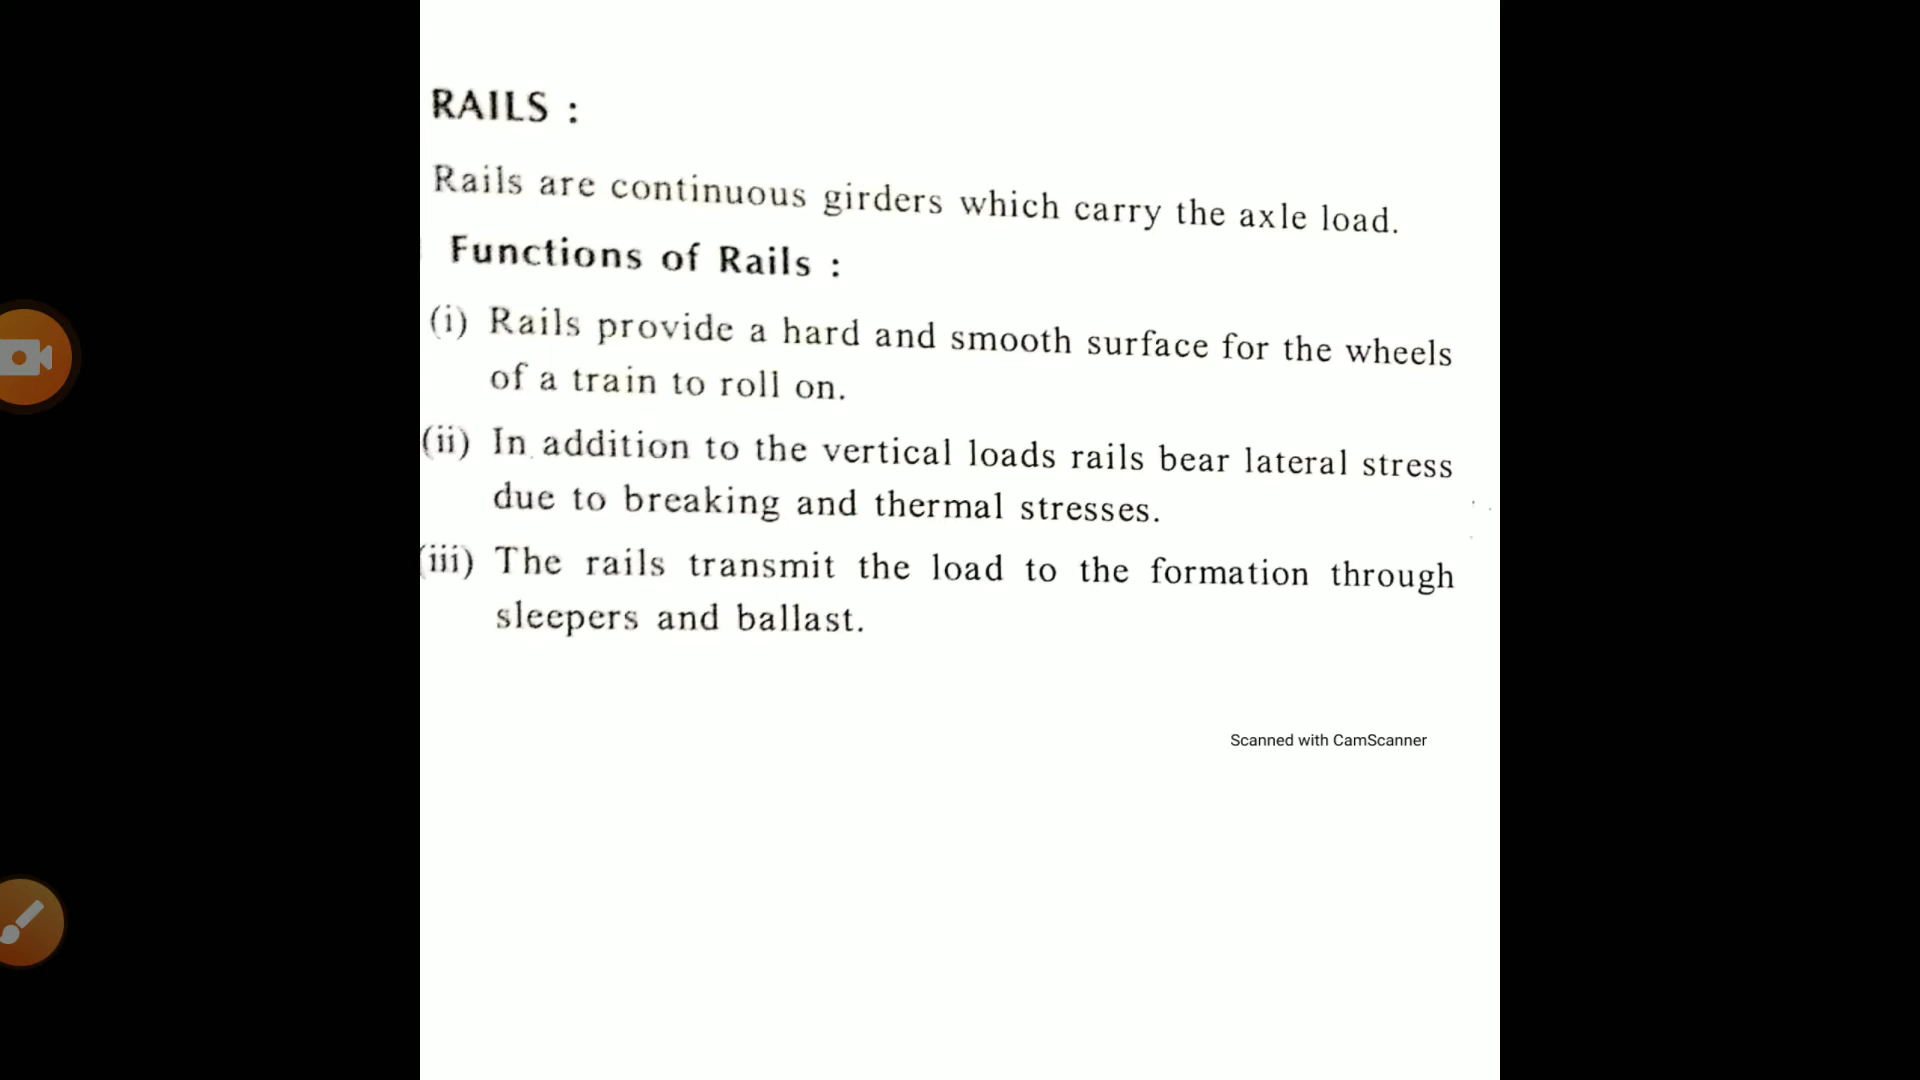 RAILS :
Rails are continuous girders which carry the axle load.
Functions of Rails :
(i) Rails provide a hard and smooth surface for the wheels
of a train to roll on.
(ii) In addition to the vertical loads rails bear lateral stress
due to breaking and thermal stresses.
(iii) The rails transmit the load to the formation through
sleepers and ballast.
Scanned with CamScanner